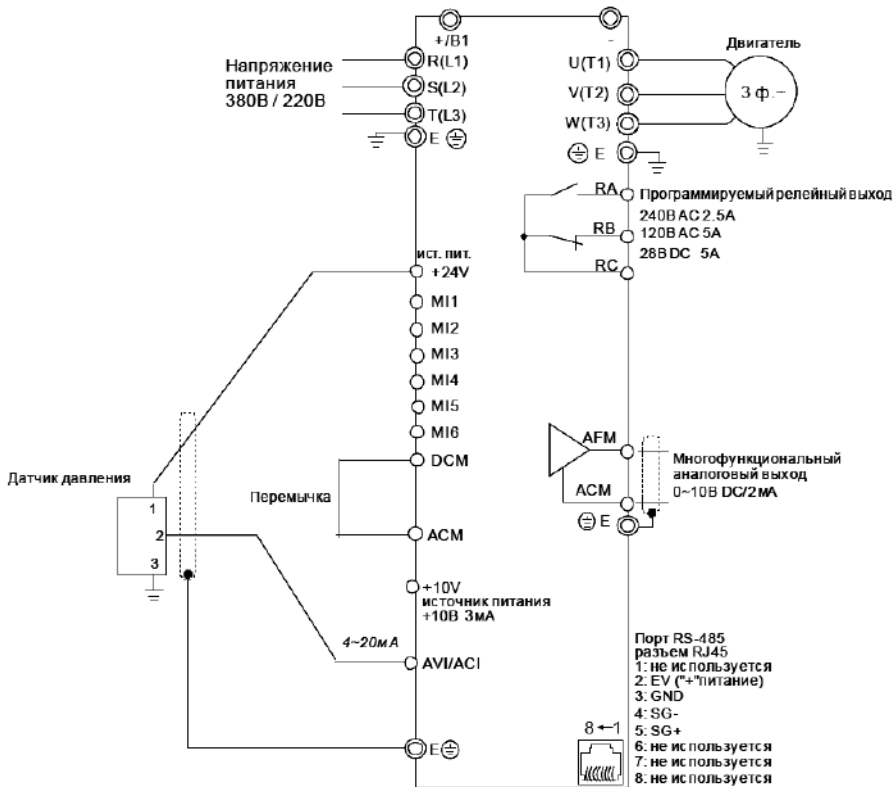 +/B1
-
Напряжение
питания
380В / 220В
R(L1)
S(L2)
T(L3)
E
Двигатель
U(T1)
V(T2)
W(T3)
3 ф.~
E
RA
Программируемый релейный выход
240В AC 2.5А
RB
120В AC 5А
28В DC 5А
RC
ист. пит.
+24V
MI1
MI2
MI3
MI4
MI5
MI6
DCM
Перемычка
ACM
Датчик давления
1
2
3
+10V
источник питания
+10В 3мА
4~20мА
AVI/ACI
E
AFM
Многофункциональный
аналоговый выход
ACM
0~10В DC/2мА
E
Порт RS-485
разъем RJ45
1: не используется
2: EV ("+"питание)
3: GND
4: SG-
5: SG+
6: не используется
7: не используется
8: не используется
8←1